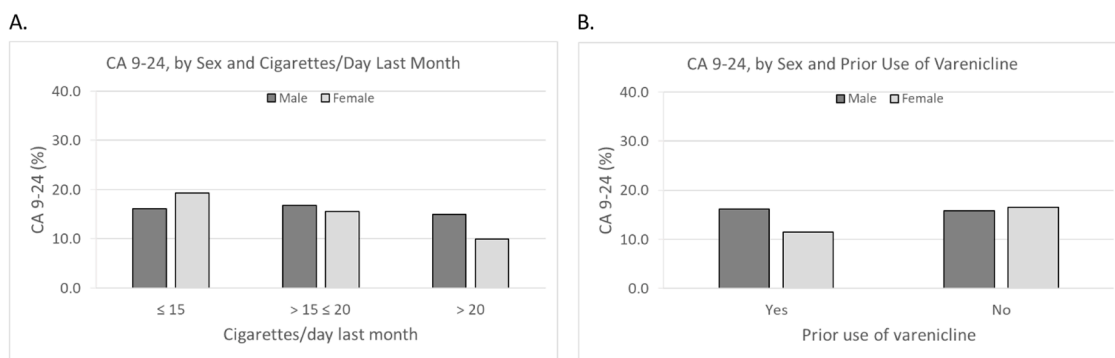 A.
CA 9-24, by Sex and Cigarettes/Day Last Month
Male Female
40.0
30.0
20.0
10.0
0.0
CA 9-24 (%)
≤ 15 > 15 ≤ 20 > 20
Cigarettes/day last month
B.
CA 9-24, by Sex and Prior Use of Varenicline
Male Female
40.0
30.0
20.0
10.0
0.0
CA 9-24 (%)
Yes No
Prior use of varenicline